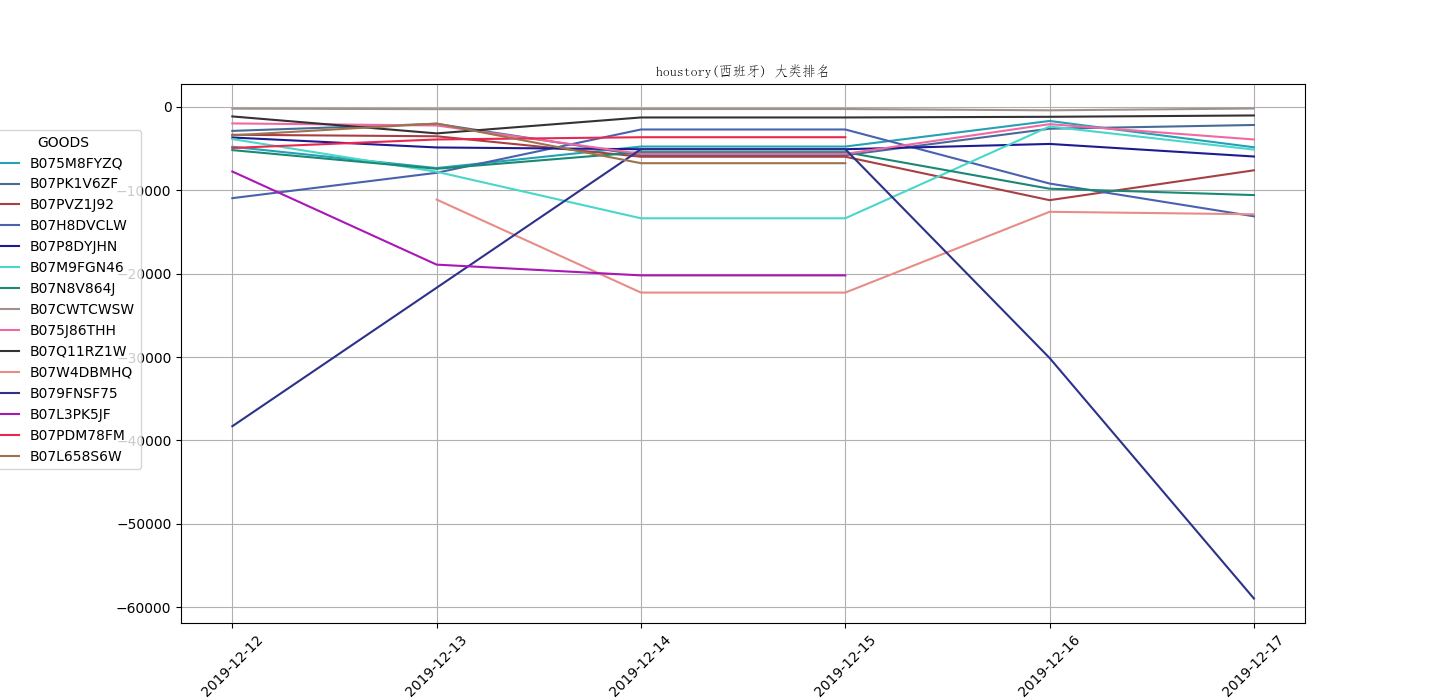 houstory(西班牙) 大类排名
GOODS
B075M8FYZQ
B07PK1V6ZF
B07PVZ1J92
B07H8DVCLW
B07P8DYJHN
B07M9FGN46
B07N8V864J
B07CWTCWSW
B075J86THH
B07Q11RZ1W
B07W4DBMHQ
B079FNSF75
B07L3PK5JF
B07PDM78FM
B07L658S6W
0
−10000
−20000
−30000
−40000
−50000
−60000
2019-12-12
2019-12-13
2019-12-14
2019-12-15
2019-12-16
2019-12-17